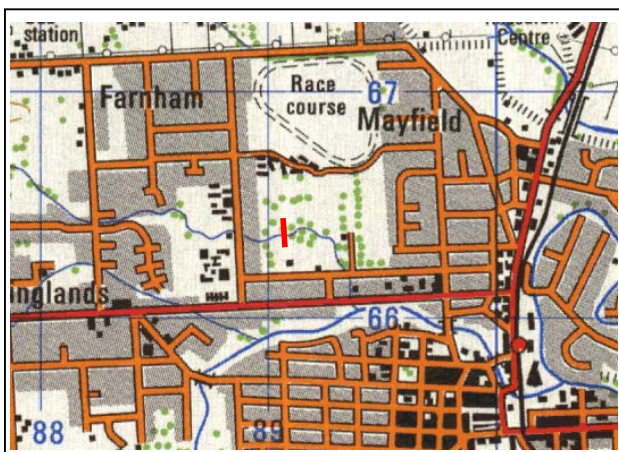 station
Centre
Race
course
67
Farnham
Mayfield
nglands
66
88
89